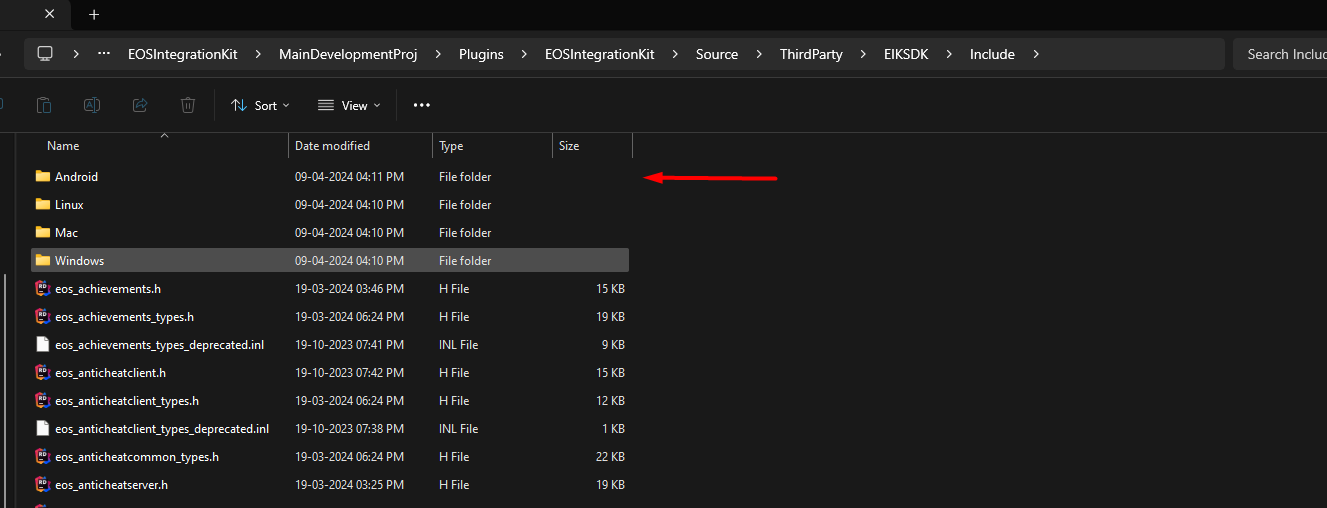 EOSIntegrationKit > MainDevelopmentProj > Plugins > EOSIntegrationKit > Source > ThirdParty > EIKSDK > Include > Search Includ
Sort View
Name Date modified Type Size
Android 09-04-2024 04:11 PM File folder
Linux 09-04-2024 04:10 PM File folder
Mac 09-04-2024 04:10 PM File folder
Windows 09-04-2024 04:10 PM File folder
eos_achievements.h 19-03-2024 03:46 PM H File 15 KB
eos_achievements_types.h 19-03-2024 06:24 PM H File 19 KB
eos_achievements_types_deprecated.inl 19-10-2023 07:41 PM INL File 9 KB
eos_anticheatclient.h 19-10-2023 07:42 PM H File 15 KB
eos_anticheatclient_types.h 19-03-2024 06:24 PM H File 12 KB
eos_anticheatclient_types_deprecated.inl 19-10-2023 07:38 PM INL File 1 KB
eos_anticheatcommon_types.h 19-03-2024 06:24 PM H File 22 KB
eos_anticheatserver.h 19-03-2024 03:25 PM H File 19 KB